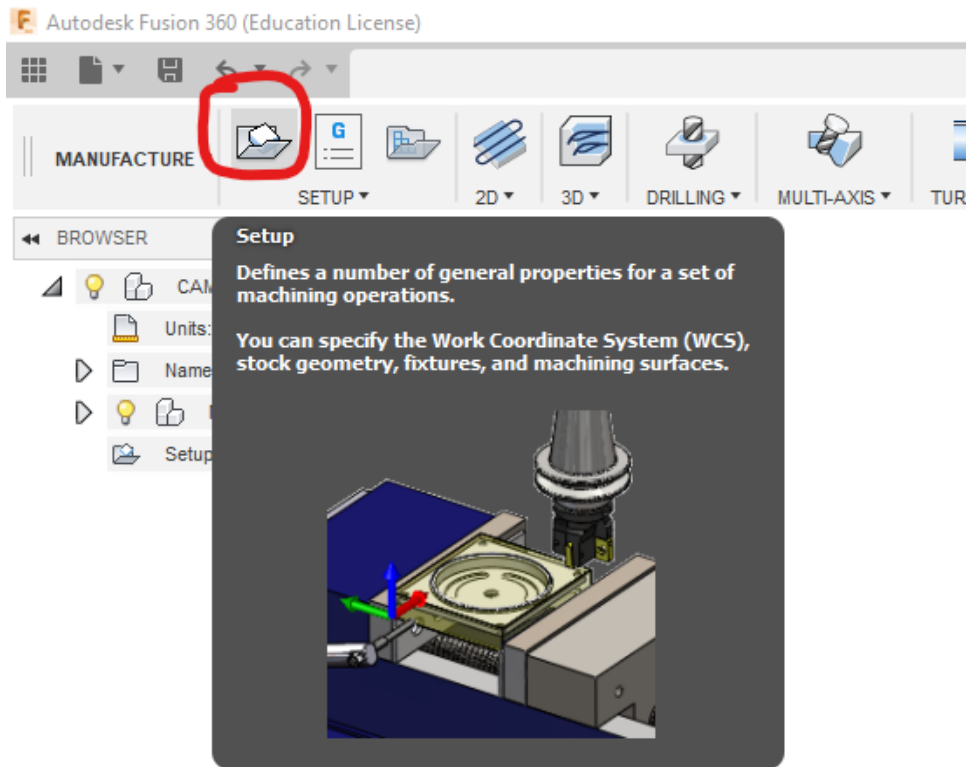 Autodesk Fusion 360 (Education License)
MANUFACTURE
G
SETUP 2D 3D DRILLING MULTI-AXIS TUR
BROWSER
CAM
Units:
Name
Setup
Setup
Defines a number of general properties for a set of
machining operations.
You can specify the Work Coordinate System (WCS),
stock geometry, fixtures, and machining surfaces.